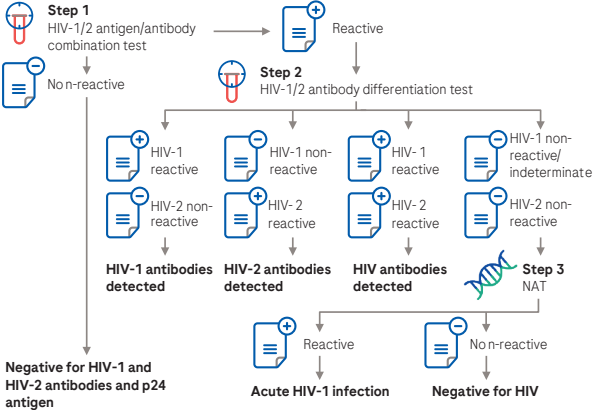 Step 1
HIV-1/2 antigen/antibody
combination test
Reactive
Non-reactive
Step 2
HIV-1/2 antibody differentiation test
HIV-1
reactive
HIV-1 non-
reactive
HIV- 1
reactive
HIV-1 non-
reactive/
indeterminate
HIV-2 non-
reactive
HIV- 2
reactive
HIV- 2
reactive
HIV-2 non-
reactive
HIV-1 antibodies
detected
HIV-2 antibodies
detected
HIV antibodies
detected
Step 3
NAT
Reactive
Non-reactive
Negative for HIV-1 and
HIV-2 antibodies and p24
antigen
Acute HIV-1 infection
Negative for HIV